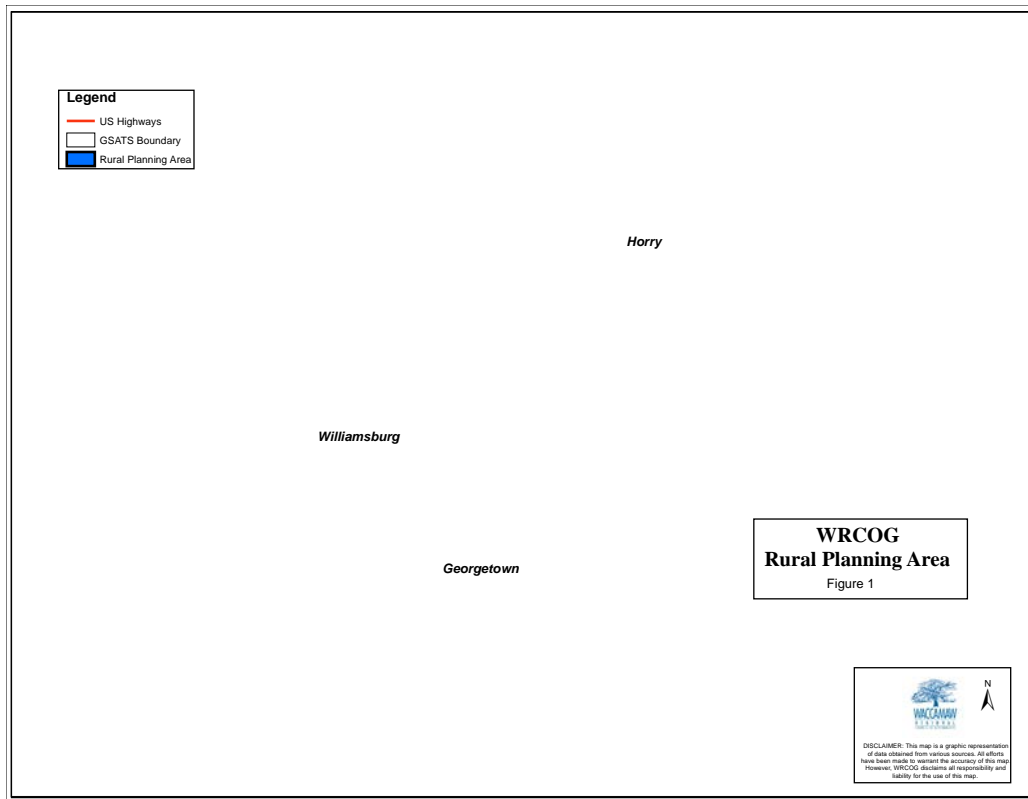 Legend
US Highways
GSATS Boundary
Rural Planning Area
Horry
Williamsburg
Georgetown
WRCOG
Rural Planning Area
Figure 1
N
WACCAMAW
REGIONAL
DISCLAIMER: This map is a graphic representation
of data obtained from various sources. All efforts
have been made to warrant the accuracy of this map
However, WRCOG disclaims all responsibility and
liability for the use of this map.